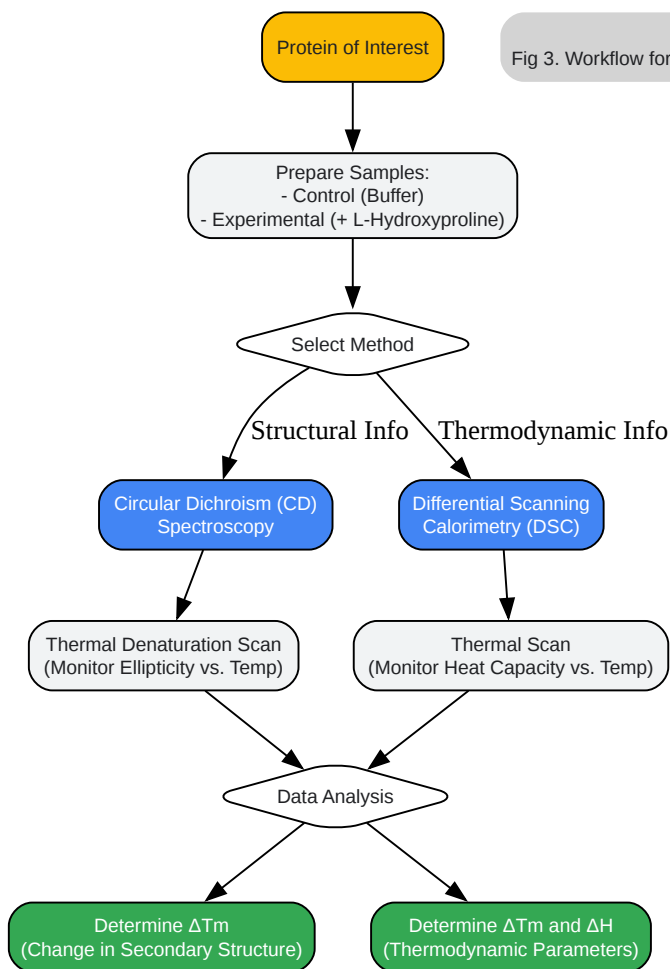 Protein of Interest
Fig 3. Workflow for
Prepare Samples:
- Control (Buffer)
- Experimental (+ L-Hydroxyproline)
Select Method
Structural Info
Thermodynamic Info
Circular Dichroism (CD)
Spectroscopy
Differential Scanning
Calorimetry (DSC)
Thermal Denaturation Scan
(Monitor Ellipticity vs. Temp)
Thermal Scan
(Monitor Heat Capacity vs. Temp)
Data Analysis
Determine ΔTm
(Change in Secondary Structure)
Determine ΔTm and ΔH
(Thermodynamic Parameters)